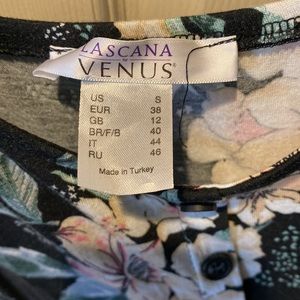 LASCANA
VENUS®
US S
EUR 38
GB 12
BR/F/B 40
IT 44
RU 46
Made in Turkey